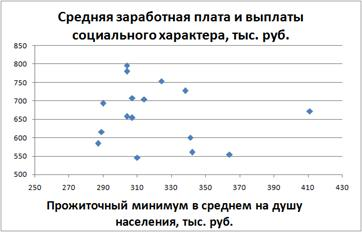 Средняя заработная плата и выплаты
социального характера, тыс. руб.
850
800
750
700
650
600
550
500
250 270 290 310 330 350 370 390 410 430
Прожиточный минимум в среднем на душу
населения, тыс. руб.